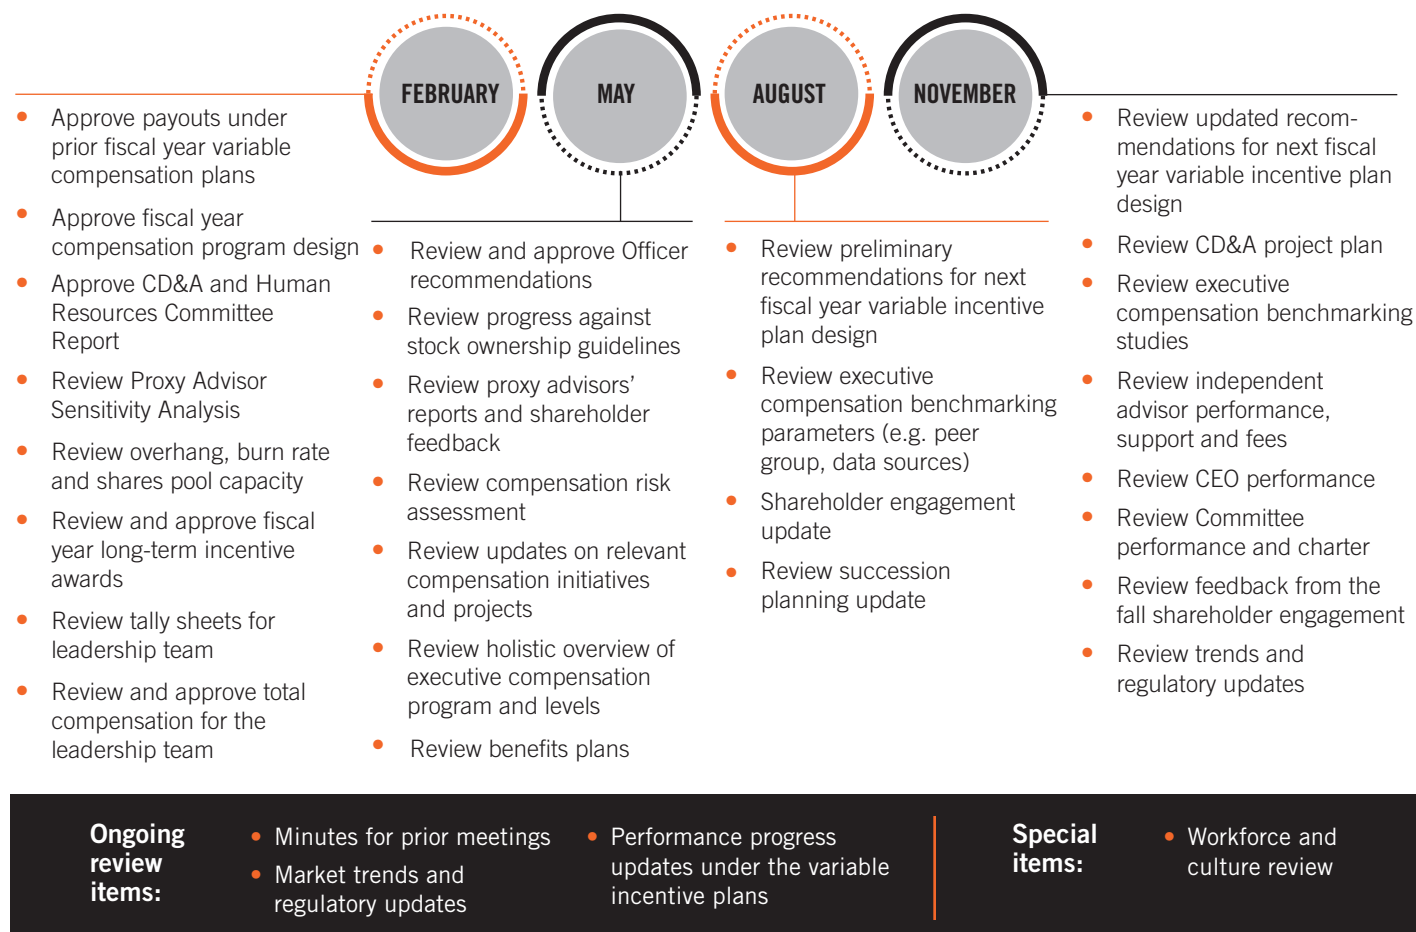 FEBRUARY
MAY
AUGUST
NOVEMBER
• Approve payouts under
prior fiscal year variable
compensation plans
• Approve fiscal year
compensation program design
• Approve CD&A and Human
Resources Committee
Report
• Review Proxy Advisor
Sensitivity Analysis
• Review overhang, burn rate
and shares pool capacity
• Review and approve fiscal
year long-term incentive
awards
• Review tally sheets for
leadership team
• Review and approve total
compensation for the
leadership team
• Review and approve Officer
recommendations
• Review progress against
stock ownership guidelines
• Review proxy advisors’
reports and shareholder
feedback
• Review compensation risk
assessment
• Review updates on relevant
compensation initiatives
and projects
• Review holistic overview of
executive compensation
program and levels
• Review benefits plans
• Review preliminary
recommendations for next
fiscal year variable incentive
plan design
• Review executive
compensation benchmarking
parameters (e.g. peer
group, data sources)
• Shareholder engagement
update
• Review succession
planning update
• Review updated recom-
mendations for next fiscal
year variable incentive plan
design
• Review CD&A project plan
• Review executive
compensation benchmarking
studies
• Review independent
advisor performance,
support and fees
• Review CEO performance
• Review Committee
performance and charter
• Review feedback from the
fall shareholder engagement
• Review trends and
regulatory updates
Ongoing
review
items:
• Minutes for prior meetings
• Market trends and
regulatory updates
• Performance progress
updates under the variable
incentive plans
Special
items:
• Workforce and
culture review